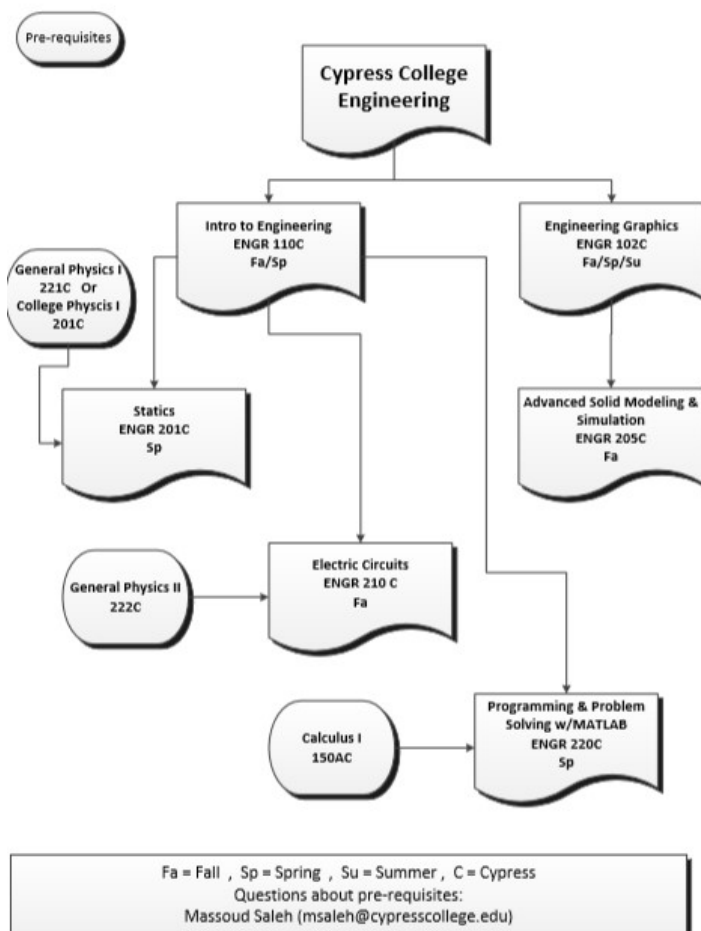 Pre-requisites
Cypress College
Engineering
Intro to Engineering
ENGR 110C
Fa/Sp
Engineering Graphics
ENGR 102C
Fa/Sp/Su
General Physics I
221C Or
College Physcis I
201C
Statics
ENGR 201C
Sp
Advanced Solid Modeling &
Simulation
ENGR 205C
Fa
Electric Circuits
ENGR 210 C
Fa
General Physics II
222C
Programming & Problem
Solving w/MATLAB
ENGR 220C
Sp
Calculus I
150AC
Fa = Fall , Sp = Spring , Su = Summer , C = Cypress
Questions about pre-requisites:
Massoud Saleh (msaleh@cypresscollege.edu)